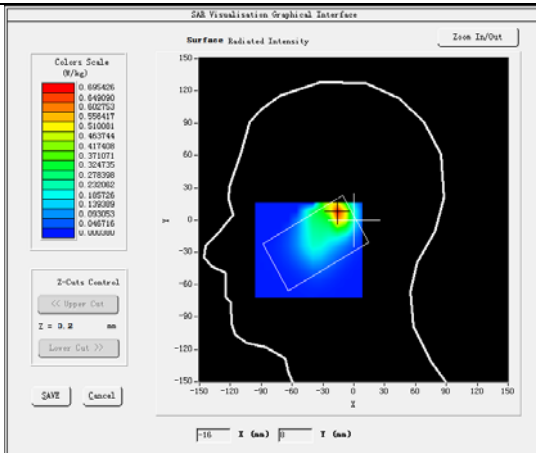 SAR Visualisation Graphical Interface
Surface Radiated Intensity
Zoom In/Out
Colors Scale
(W/kg)
0.695426
0.649090
0.602753
0.556417
0.510081
0.463744
0.417408
0.371071
0.324735
0.278398
0.232062
0.185726
0.139389
0.093053
0.046716
0.000380
Z-Cuts Control
<< Upper Cut
Z = 3.2 mm
Lower Cut >>
SAVE Cancel
150
120
90
60
30
Y 0
-30
-60
-90
-120
-150
-150 -120 -90 -60 -30 0 30 60 90 120 150
X
-16 X (mm) 8 Y (mm)